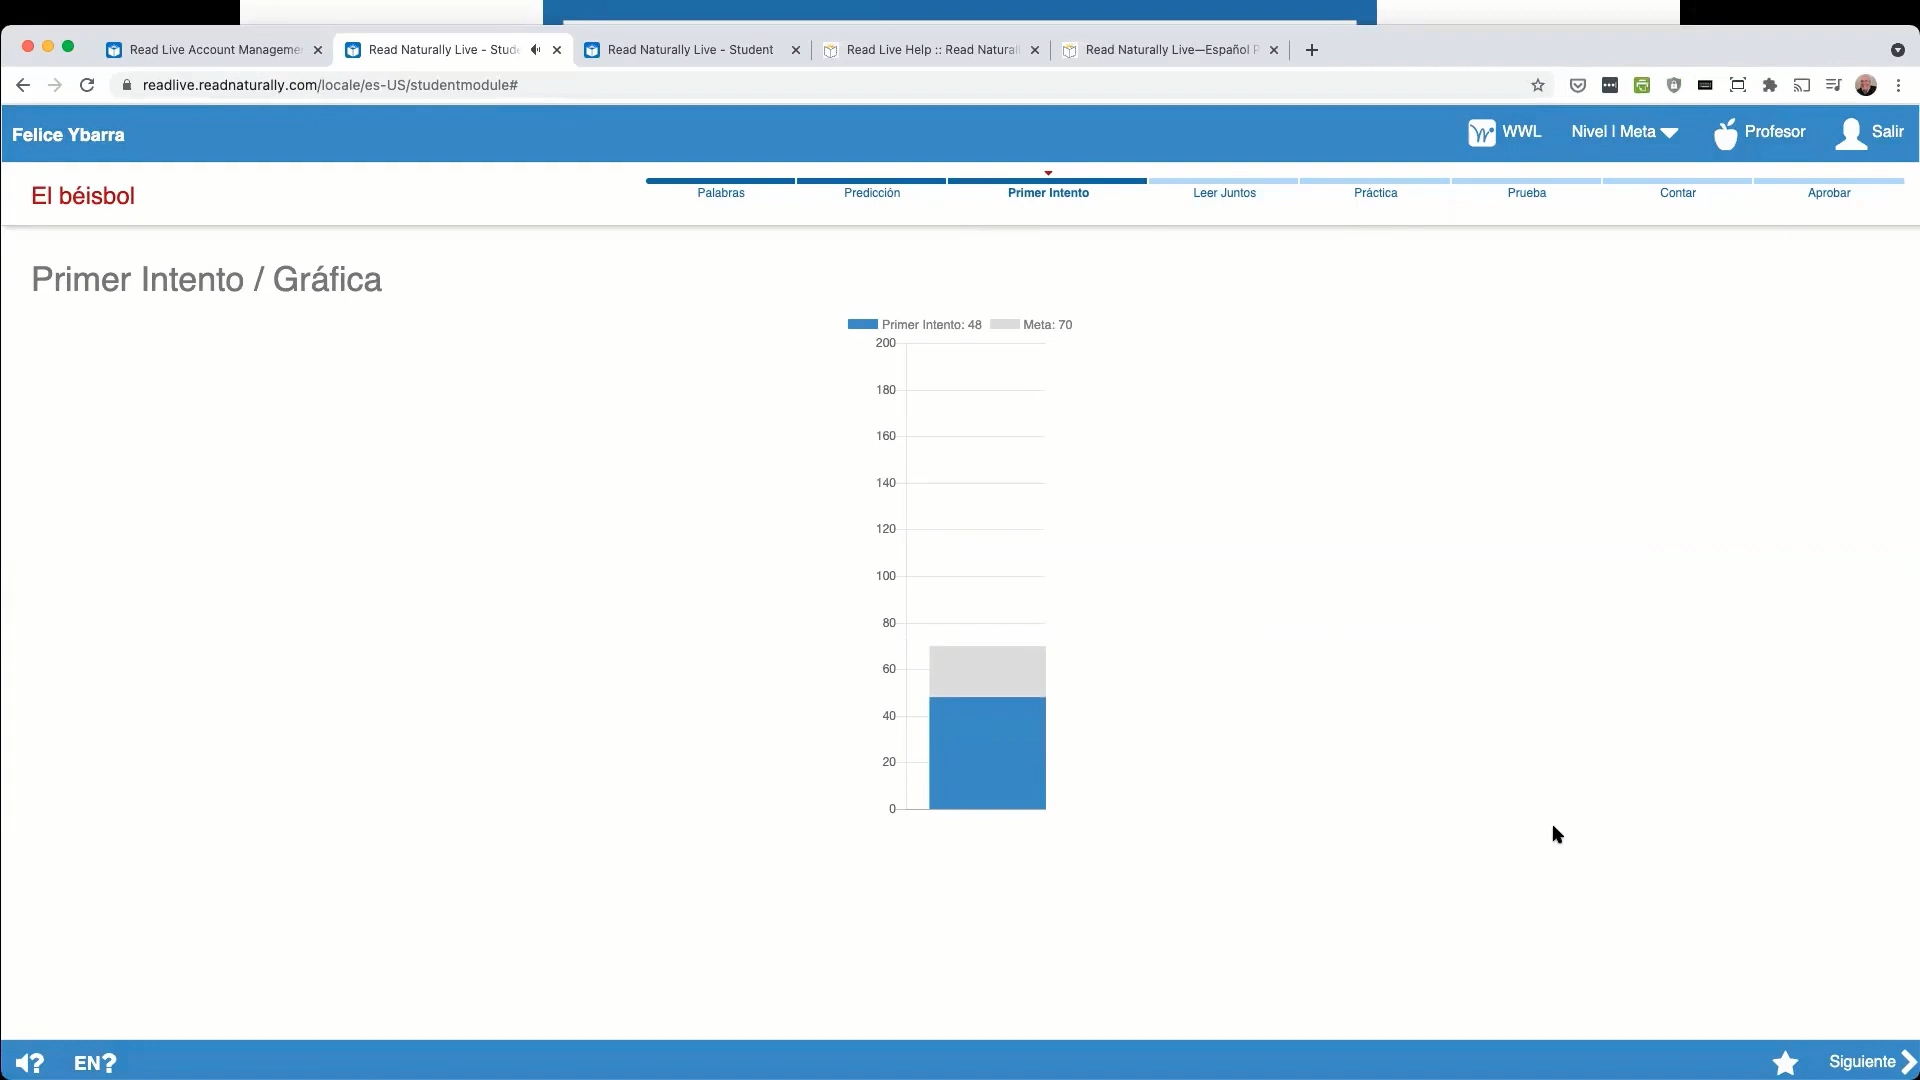 Read Live Account Manageme
Read Naturally Live - Stude
Read Naturally Live - Student
Read Live Help :: Read Natural
Read Naturally Live—Español P
readlive.readnaturally.com/locale/es-US/studentmodule#
Felice Ybarra
WWL
Nivel | Meta
Profesor
Salir
El béisbol
Palabras
Predicción
Primer Intento
Leer Juntos
Práctica
Prueba
Contar
Aprobar
Primer Intento / Gráfica
Primer Intento: 48
Meta: 70
200
180
160
140
120
100
80
60
40
20
0
?
EN?
Siguiente